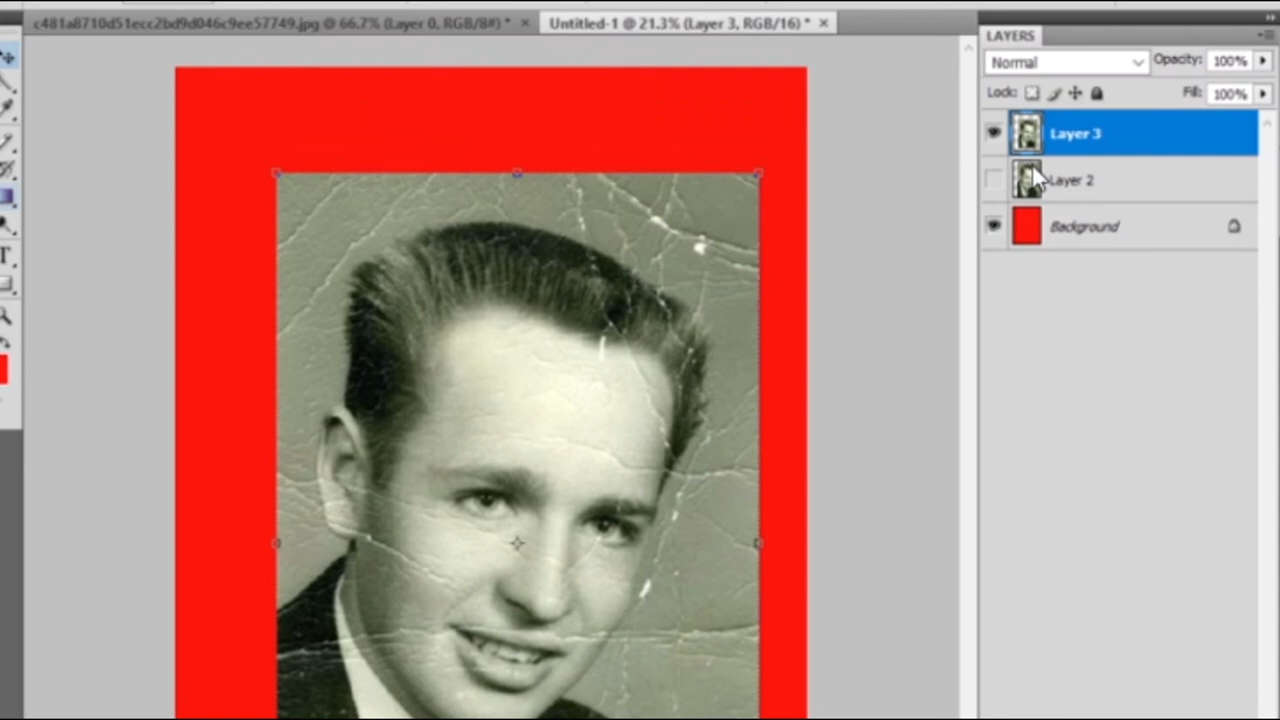 c481a8710d51ecc2bd9d046c9ee57749.jpg @ 66.7% (Layer 0, RGB/8#) * ×
Untitled-1 @ 21.3% (Layer 3, RGB/16) * ×
LAYERS
Normal
Opacity: 100%
Lock:
Fill: 100%
Layer 3
Layer 2
Background
T